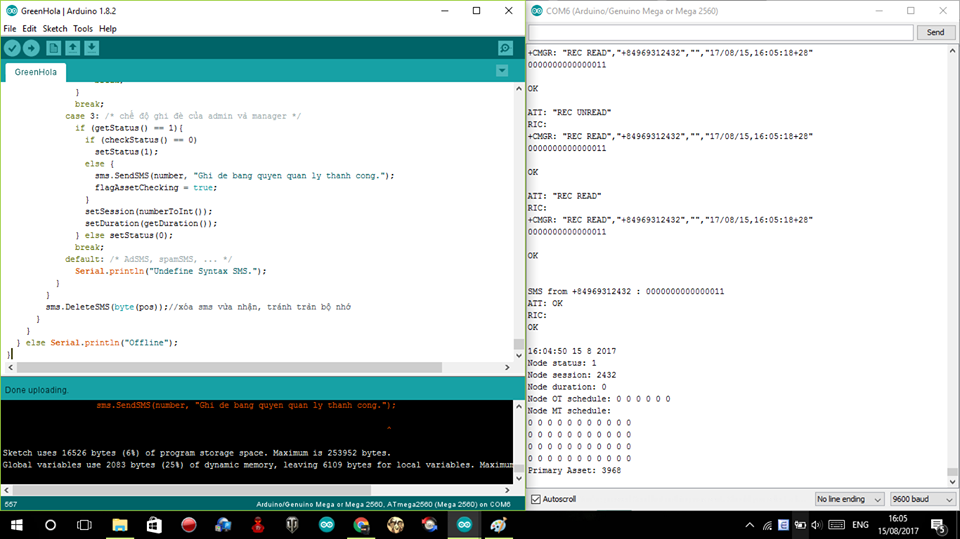 GreenHola | Arduino 1.8.2
File Edit Sketch Tools Help
GreenHola
}
break;
case 3: /* chế độ ghi đè của admin và manager */
if (getStatus() == 1){
if (checkStatus() == 0)
setStatus(1);
else {
sms.SendSMS(number, "Ghi de bang quyen quan ly thanh cong.");
flagAssetChecking = true;
}
setSession(numberToInt());
setDuration(getDuration());
} else setStatus(0);
break;
default: /* AdSMS, spamSMS, ... */
Serial.println("Undefine Syntax SMS.");
}
}
sms.DeleteSMS(byte(pos));//xóa sms vừa nhận, tránh tràn bộ nhớ
}
}
} else Serial.println("Offline");
}
Done uploading.
sms.SendSMS(number, "Ghi de bang quyen quan ly thanh cong.");
^
Sketch uses 16526 bytes (6%) of program storage space. Maximum is 253952 bytes.
Global variables use 2083 bytes (25%) of dynamic memory, leaving 6109 bytes for local variables. Maximum
557
Arduino/Genuino Mega or Mega 2560, ATmega2560 (Mega 2560) on COM6
COM6 (Arduino/Genuino Mega or Mega 2560)
Send
+CMGR: "REC READ","+84969312432","","17/08/15,16:05:18+28"
0000000000000011
OK
ATT: "REC UNREAD"
RIC:
+CMGR: "REC READ","+84969312432","","17/08/15,16:05:18+28"
0000000000000011
OK
ATT: "REC READ"
RIC:
+CMGR: "REC READ","+84969312432","","17/08/15,16:05:18+28"
0000000000000011
OK
SMS from +84969312432 : 0000000000000011
ATT: OK
RIC:
OK
16:04:50 15 8 2017
Node status: 1
Node session: 2432
Node duration: 0
Node OT schedule: 0 0 0 0 0 0
Node MT schedule:
0 0 0 0 0 0 0 0 0 0 0
0 0 0 0 0 0 0 0 0 0 0
0 0 0 0 0 0 0 0 0 0 0
0 0 0 0 0 0 0 0 0 0 0
Primary Asset: 3968
Autoscroll
No line ending
9600 baud
ENG
16:05
15/08/2017
5